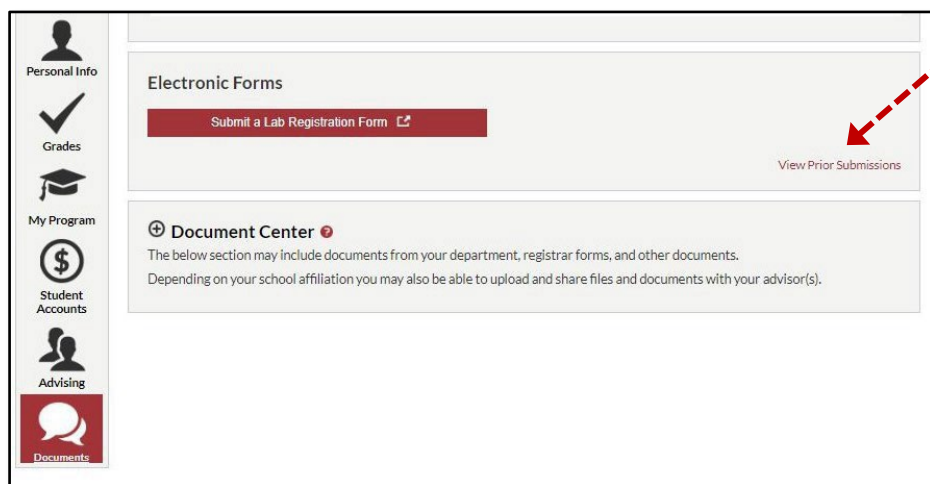 Personal Info
Grades
My Program
Student
Accounts
Advising
Documents
Electronic Forms
Submit a Lab Registration Form
View Prior Submissions
Document Center
The below section may include documents from your department, registrar forms, and other documents.
Depending on your school affiliation you may also be able to upload and share files and documents with your advisor(s).